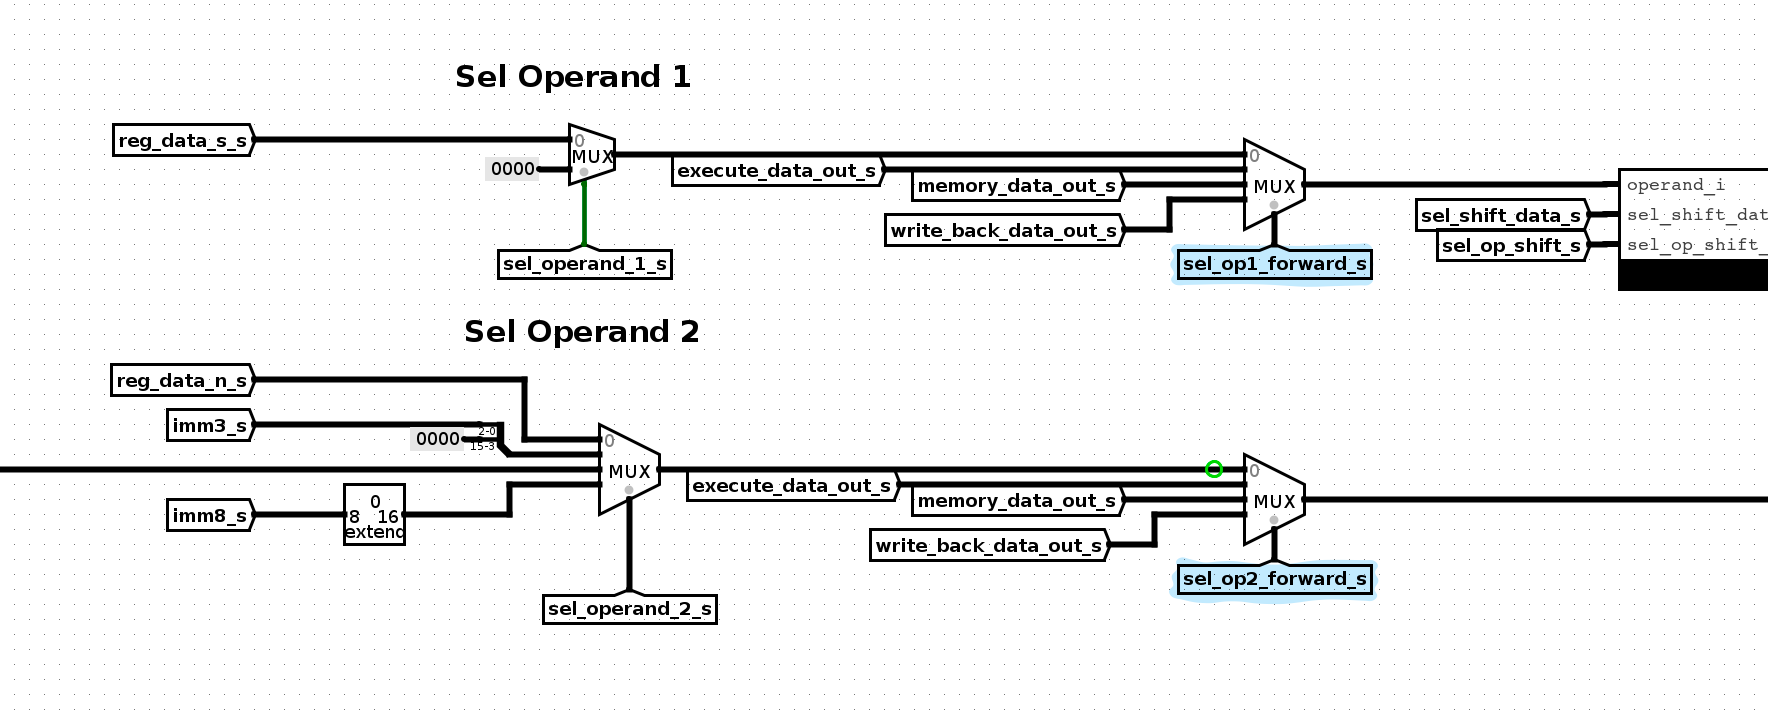 Sel Operand 1
reg_data_s_s
0
MUX
0000
execute_data_out_s
memory_data_out_s
write_back_data_out_s
0
MUX
sel_operand_1_s
sel_op1_forward_s
operand_i
sel_shift_data_s
sel_shift_dat
sel_op_shift_s
sel_op_shift_
Sel Operand 2
reg_data_n_s
imm3_s
0000
2-0
15-3
0
MUX
imm8_s
0
8 16
extend
execute_data_out_s
memory_data_out_s
write_back_data_out_s
0
MUX
sel_op2_forward_s
sel_operand_2_s